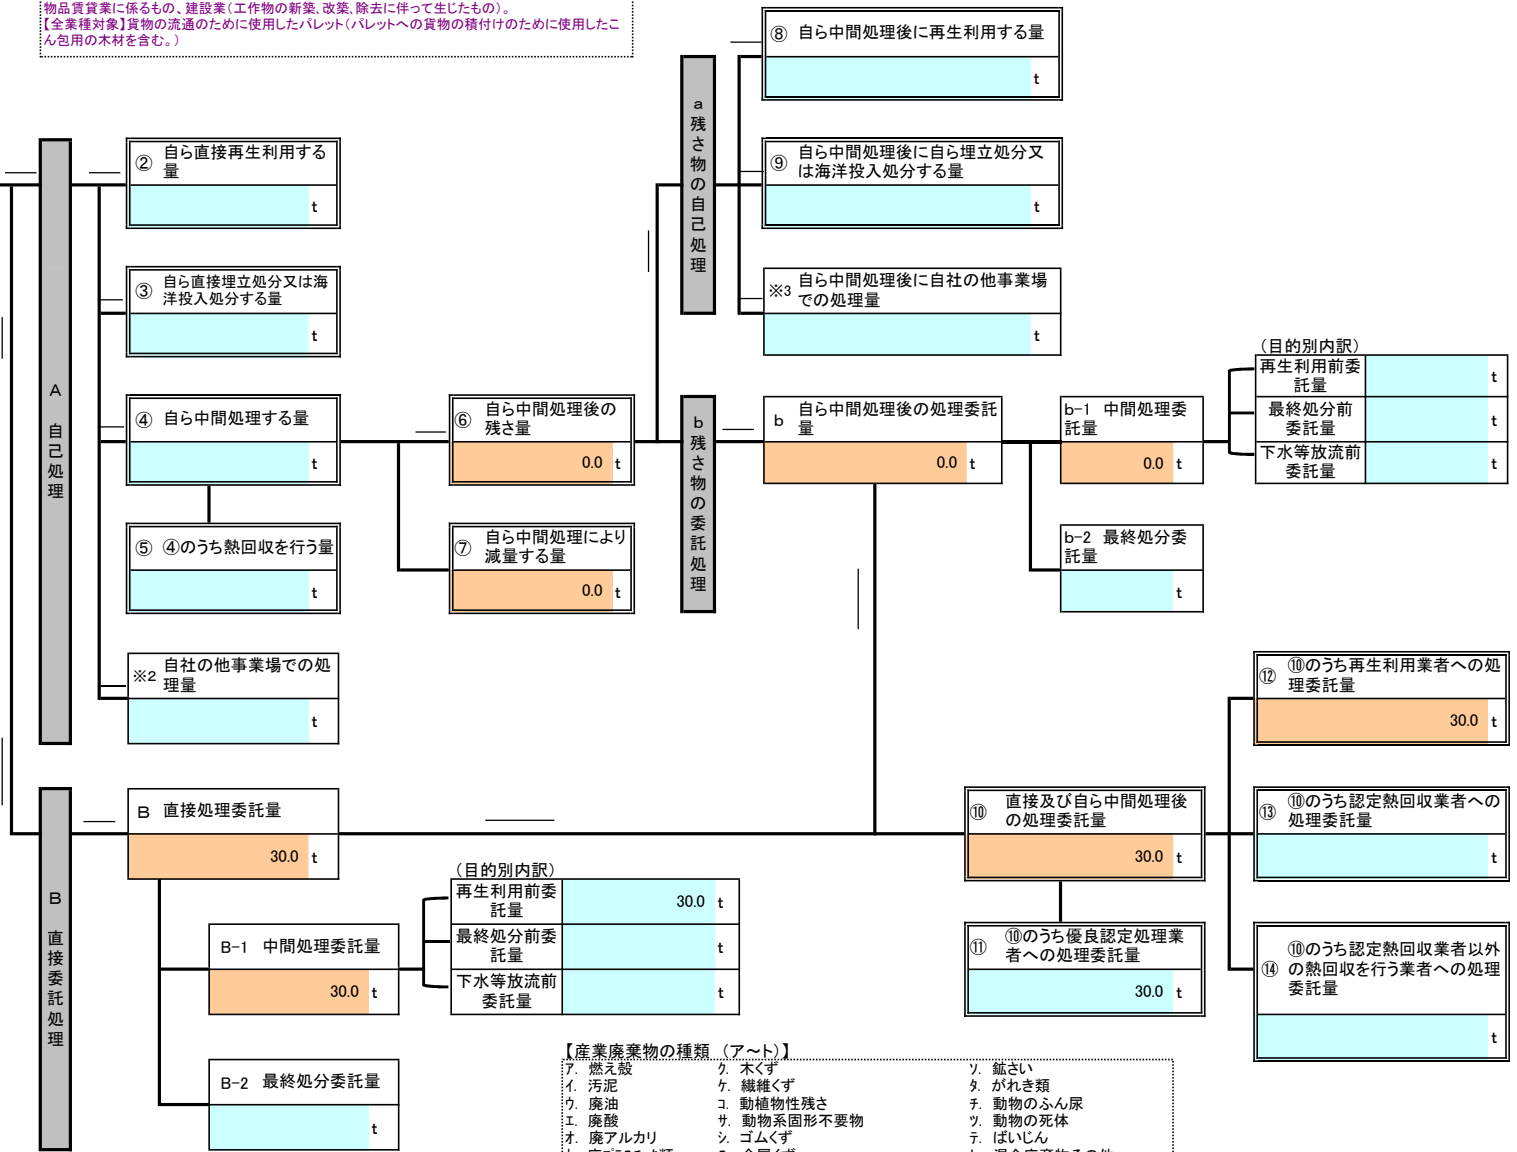 物品賃貸業に係るもの、建設業(工作物の新築、改築、除去に伴って生じたもの)。
【全業種対象】貨物の流通のために使用したパレット(パレットへの貨物の積付けのために使用したこ
ん包用の木材を含む。)
⑧ 自ら中間処理後に再生利用する量
t
a 残さ物の自己処理
② 自ら直接再生利用する
量
t
⑨ 自ら中間処理後に自ら埋立処分又
は海洋投入処分する量
t
③ 自ら直接埋立処分又は海
洋投入処分する量
t
※3 自ら中間処理後に自社の他事業場
での処理量
t
A 自己処理
④ 自ら中間処理する量
t
⑥ 自ら中間処理後の
残さ量
0.0 t
b 残さ物の委託処理
b 自ら中間処理後の処理委託
量
0.0 t
b-1 中間処理委
託量
0.0 t
(目的別内訳)
再生利用前委
託量
t
最終処分前
委託量
t
下水等放流前
委託量
t
⑤ ④のうち熱回収を行う量
t
⑦ 自ら中間処理により
減量する量
0.0 t
b-2 最終処分委
託量
t
※2 自社の他事業場での処
理量
t
⑫ ⑩のうち再生利用業者への処
理委託量
30.0 t
B 直接委託処理
B 直接処理委託量
30.0 t
⑩ 直接及び自ら中間処理後
の処理委託量
30.0 t
⑬ ⑩のうち認定熱回収業者への
処理委託量
t
(目的別内訳)
再生利用前委
託量
30.0 t
最終処分前委
託量
t
下水等放流前
委託量
t
B-1 中間処理委託量
30.0 t
⑪ ⑩のうち優良認定処理業
者への処理委託量
30.0 t
⑭ ⑩のうち認定熱回収業者以外
の熱回収を行う業者への処理
委託量
t
B-2 最終処分委託量
t
【産業廃棄物の種類 (ア~ト)】
ア. 燃え殻 ク. 木くず ソ. 鉱さい
イ. 汚泥 ケ. 繊維くず タ. がれき類
ウ. 廃油 コ. 動植物性残さ チ. 動物のふん尿
エ. 廃酸 サ. 動物系固形不要物 ツ. 動物の死体
オ. 廃アルカリ シ. ゴムくず テ. ばいじん